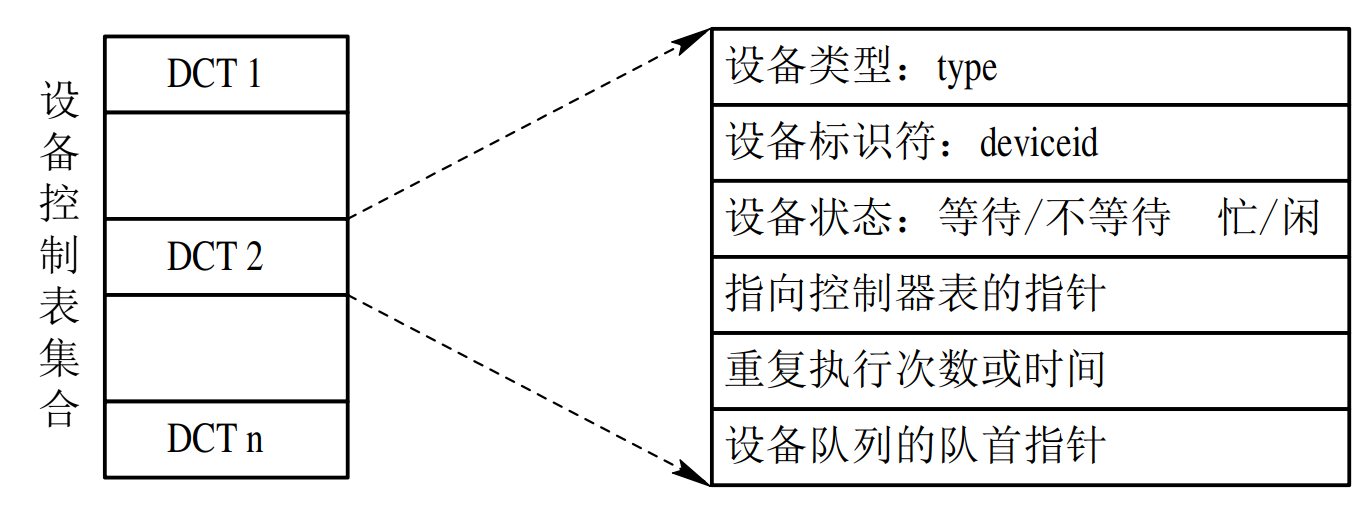 设备控制表集合
DCT 1
DCT 2
DCT n
设备类型：type
设备标识符：deviceid
设备状态：等待/不等待 忙/闲
指向控制器表的指针
重复执行次数或时间
设备队列的队首指针